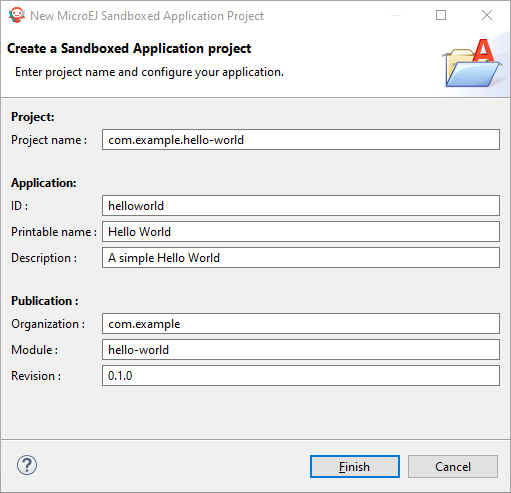 New MicroEJ Sandboxed Application Project
Create a Sandboxed Application project
Enter project name and configure your application.
A
Project:
Project name : com.example.hello-world
Application:
ID : helloworld
Printable name : Hello World
Description : A simple Hello World
Publication :
Organization : com.example
Module : hello-world
Revision : 0.1.0
? Finish Cancel